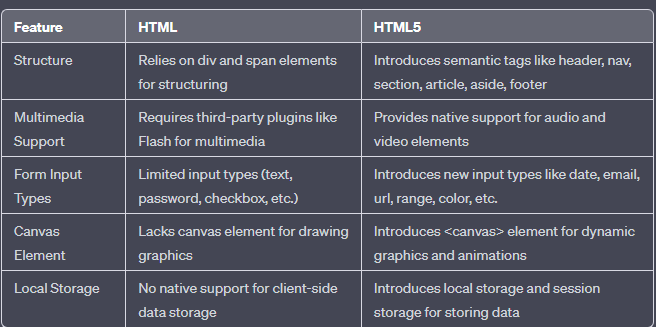 Feature HTML HTML5
Structure Relies on div and span elements Introduces semantic tags like header, nav,
for structuring section, article, aside, footer
Multimedia Requires third-party plugins like Provides native support for audio and
Support Flash for multimedia video elements
Form Input Limited input types (text, Introduces new input types like date, email,
Types password, checkbox, etc.) url, range, color, etc.
Canvas Lacks canvas element for drawing Introduces <canvas> element for dynamic
Element graphics graphics and animations
Local Storage No native support for client-side Introduces local storage and session
data storage storage for storing data